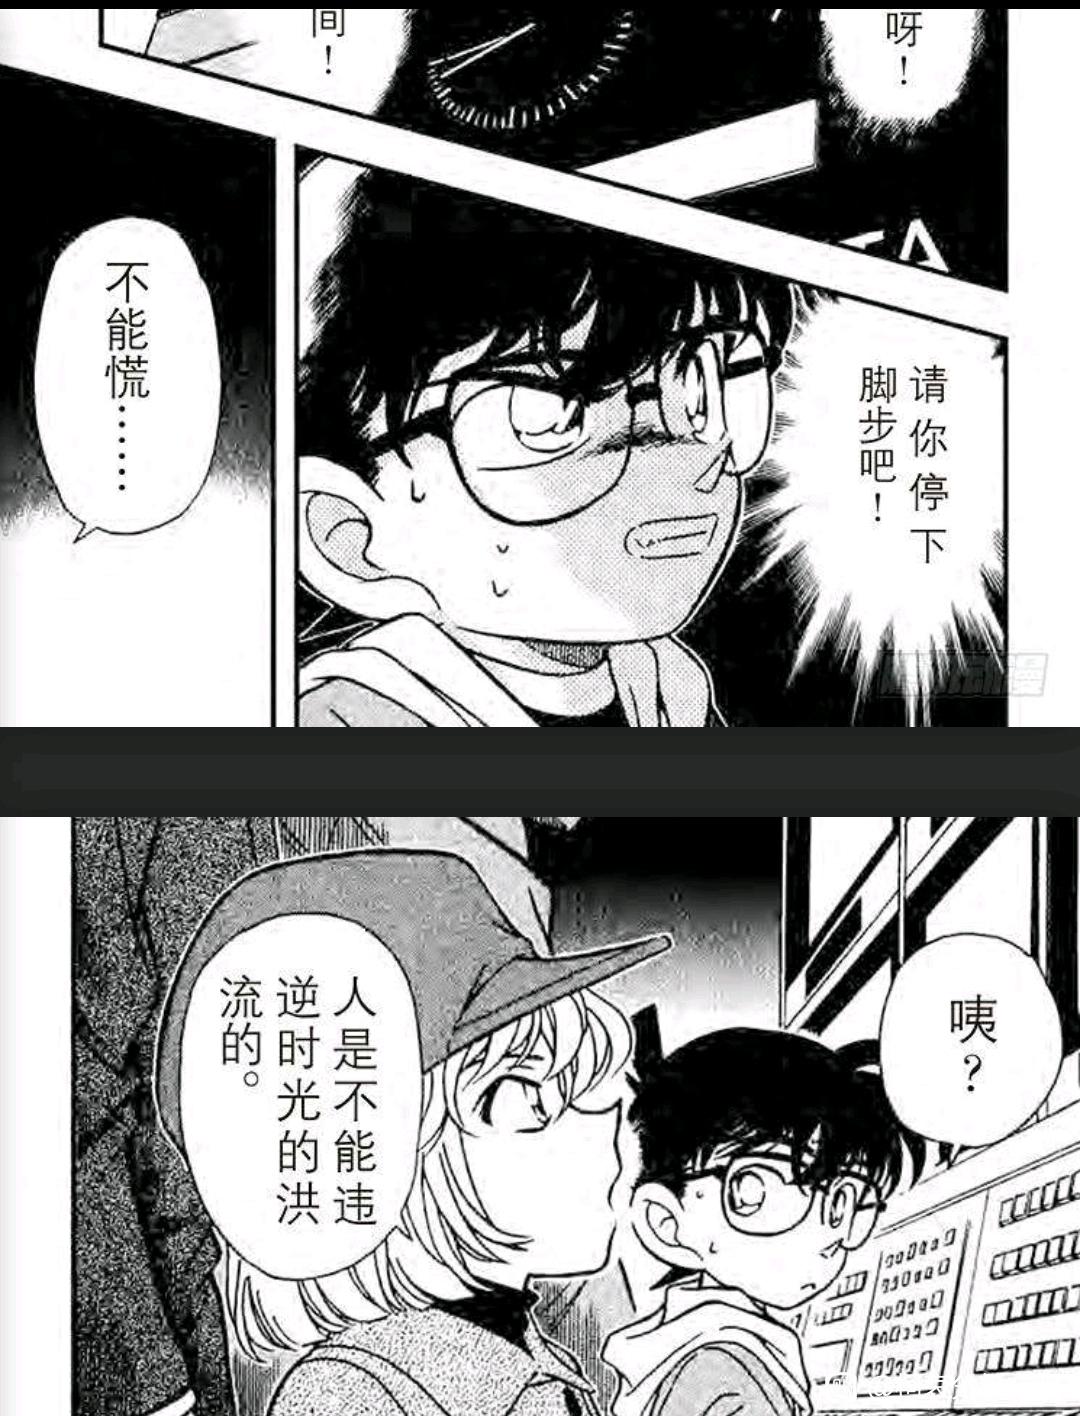 呀！
间！
TA
请你停下
脚步吧！
不能慌……
咦？
人是不能违
逆时光的洪
流的。